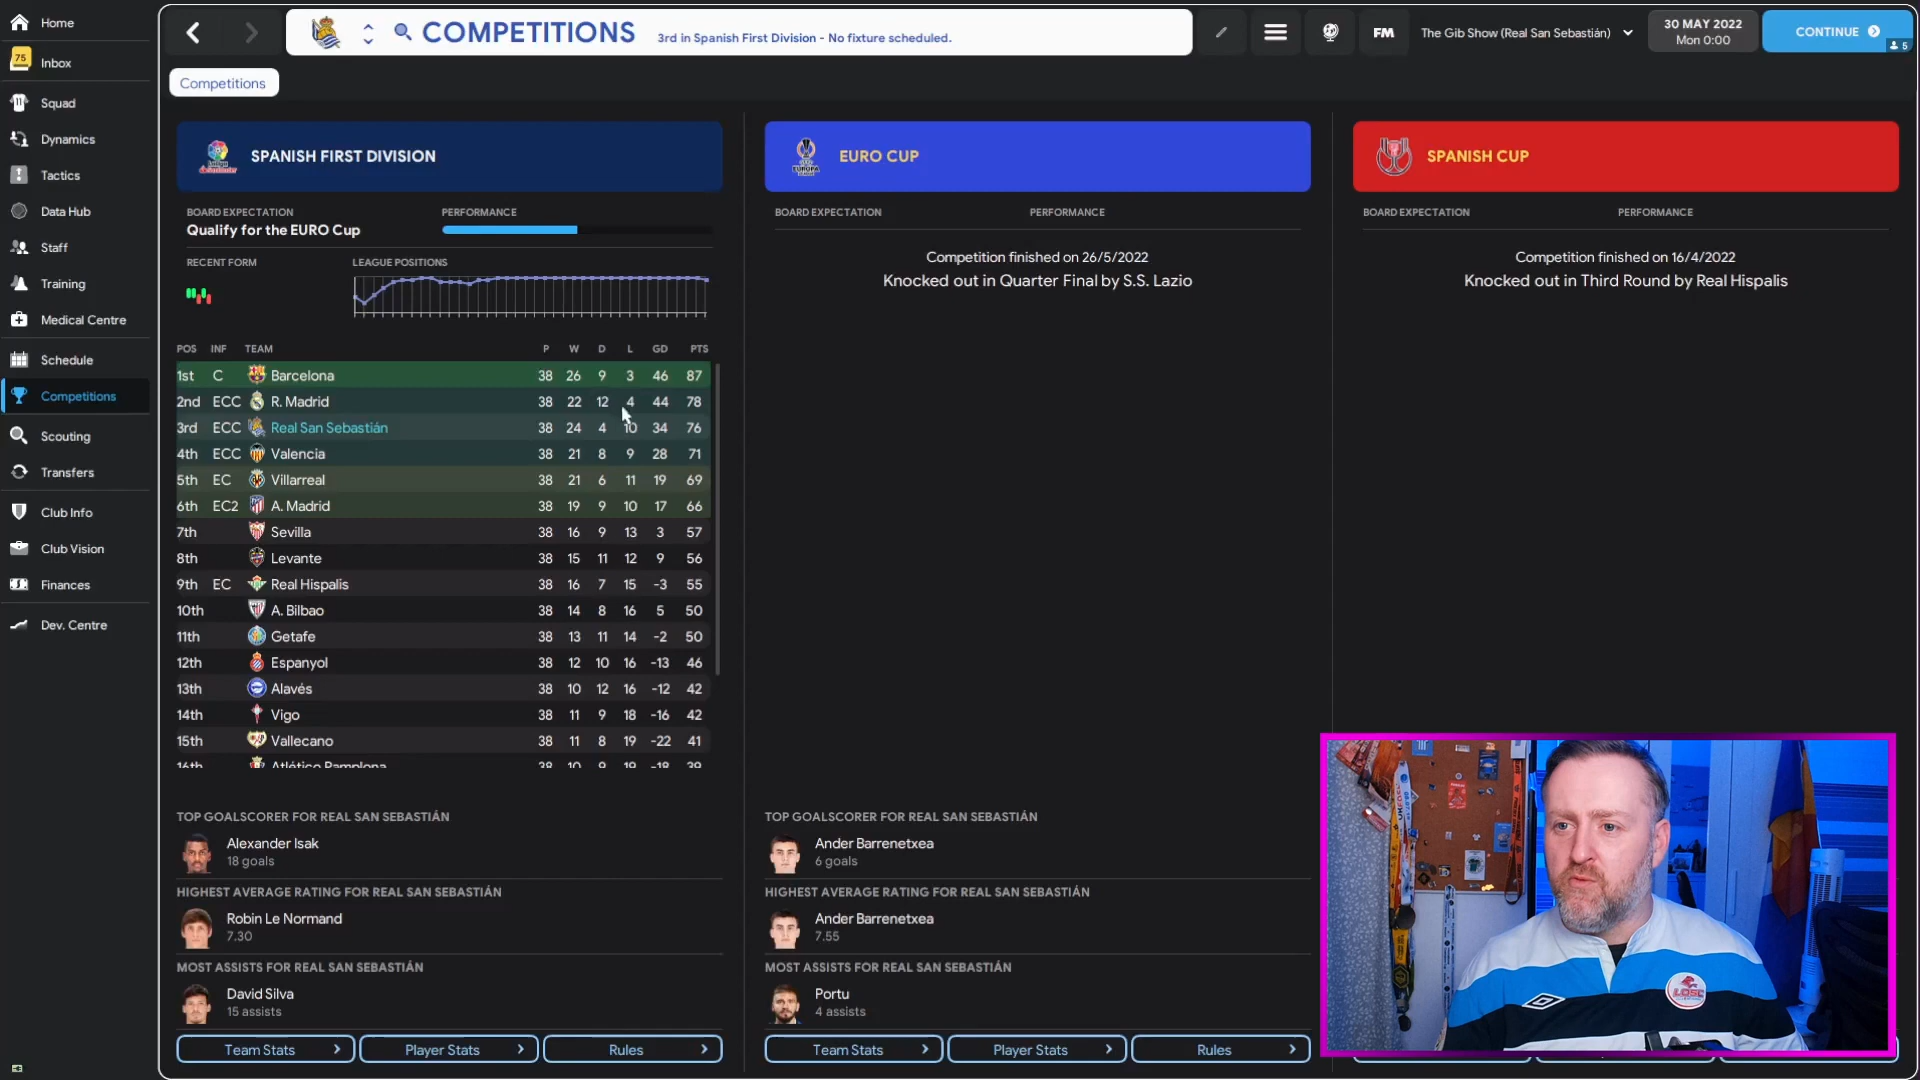 Home
75 Inbox
Squad
Dynamics
Tactics
Data Hub
Staff
Training
Medical Centre
Schedule
Competitions
Scouting
Transfers
Club Info
Club Vision
Finances
Dev. Centre
COMPETITIONS 3rd in Spanish First Division - No fixture scheduled.
FM
The Gib Show (Real San Sebastián)
30 MAY 2022
Mon 0:00
CONTINUE
5
Competitions
SPANISH FIRST DIVISION
BOARD EXPECTATION PERFORMANCE
Qualify for the EURO Cup
RECENT FORM LEAGUE POSITIONS
POS INF TEAM P W D L GD PTS
1st C Barcelona 38 26 9 3 46 87
2nd ECC R. Madrid 38 22 12 4 44 78
3rd ECC Real San Sebastián 38 24 4 10 34 76
4th ECC Valencia 38 21 8 9 28 71
5th EC Villarreal 38 21 6 11 19 69
6th EC2 A. Madrid 38 19 9 10 17 66
7th Sevilla 38 16 9 13 3 57
8th Levante 38 15 11 12 9 56
9th EC Real Hispalis 38 16 7 15 -3 55
10th A. Bilbao 38 14 8 16 5 50
11th Getafe 38 13 11 14 -2 50
12th Espanyol 38 12 10 16 -13 46
13th Alavés 38 10 12 16 -12 42
14th Vigo 38 11 9 18 -16 42
15th Vallecano 38 11 8 19 -22 41
16th Atlético Pamplona 38 10 9 19 -18 39
TOP GOALSCORER FOR REAL SAN SEBASTIÁN
Alexander Isak
18 goals
HIGHEST AVERAGE RATING FOR REAL SAN SEBASTIÁN
Robin Le Normand
7.30
MOST ASSISTS FOR REAL SAN SEBASTIÁN
David Silva
15 assists
Team Stats Player Stats Rules
EUROPA
EURO CUP
BOARD EXPECTATION PERFORMANCE
Competition finished on 26/5/2022
Knocked out in Quarter Final by S.S. Lazio
TOP GOALSCORER FOR REAL SAN SEBASTIÁN
Ander Barrenetxea
6 goals
HIGHEST AVERAGE RATING FOR REAL SAN SEBASTIÁN
Ander Barrenetxea
7.55
MOST ASSISTS FOR REAL SAN SEBASTIÁN
Portu
4 assists
Team Stats Player Stats Rules
SPANISH CUP
BOARD EXPECTATION PERFORMANCE
Competition finished on 16/4/2022
Knocked out in Third Round by Real Hispalis
LOSC